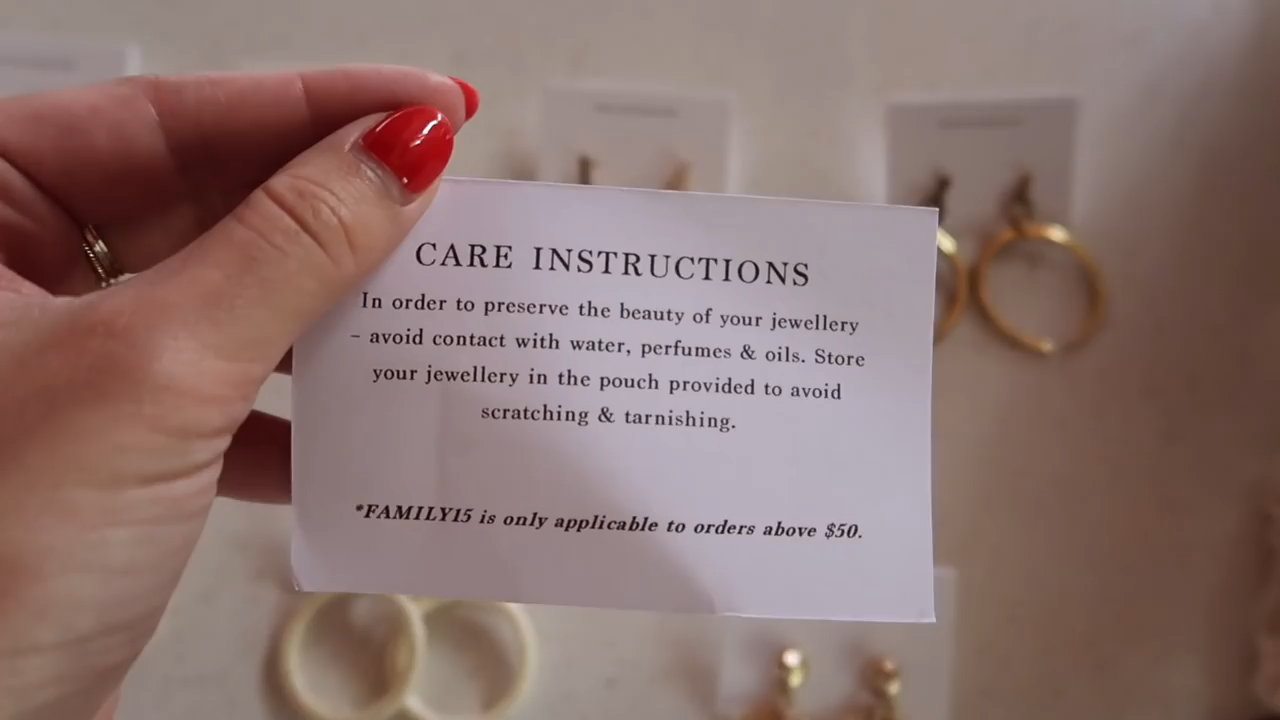 CARE INSTRUCTIONS
In order to preserve the beauty of your jewellery
– avoid contact with water, perfumes & oils. Store
your jewellery in the pouch provided to avoid
scratching & tarnishing.
*FAMILY15 is only applicable to orders above $50.